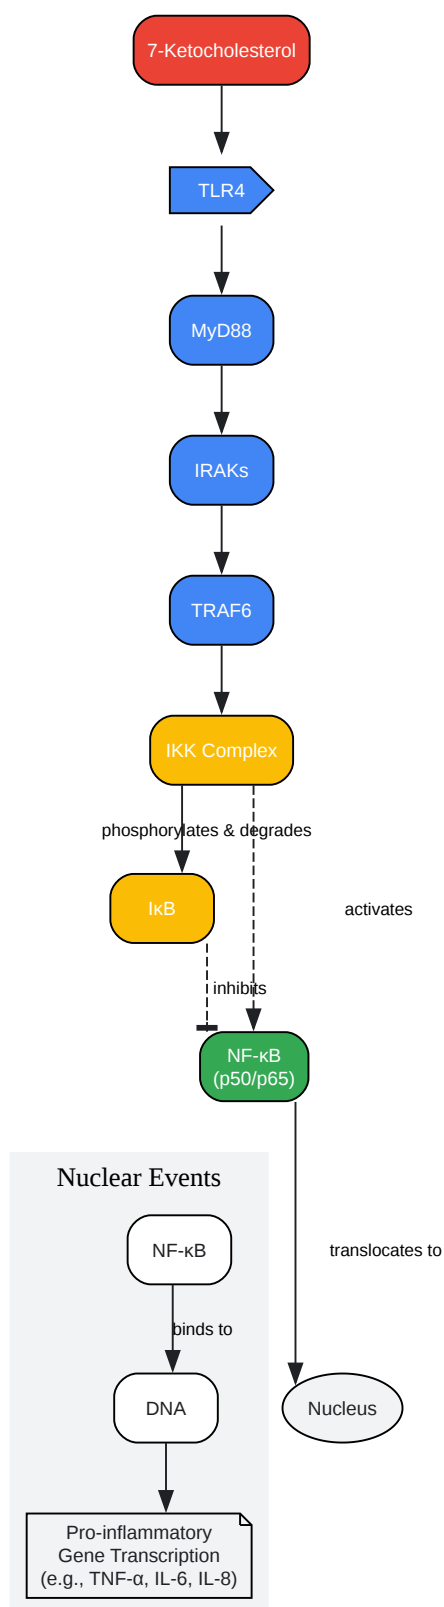 7-Ketocholesterol
TLR4
MyD88
IRAKs
TRAF6
IKK Complex
phosphorylates & degrades
IκB
activates
inhibits
NF-κB
(p50/p65)
Nuclear Events
NF-κB
translocates to
binds to
DNA
Nucleus
Pro-inflammatory
Gene Transcription
(e.g., TNF-α, IL-6, IL-8)